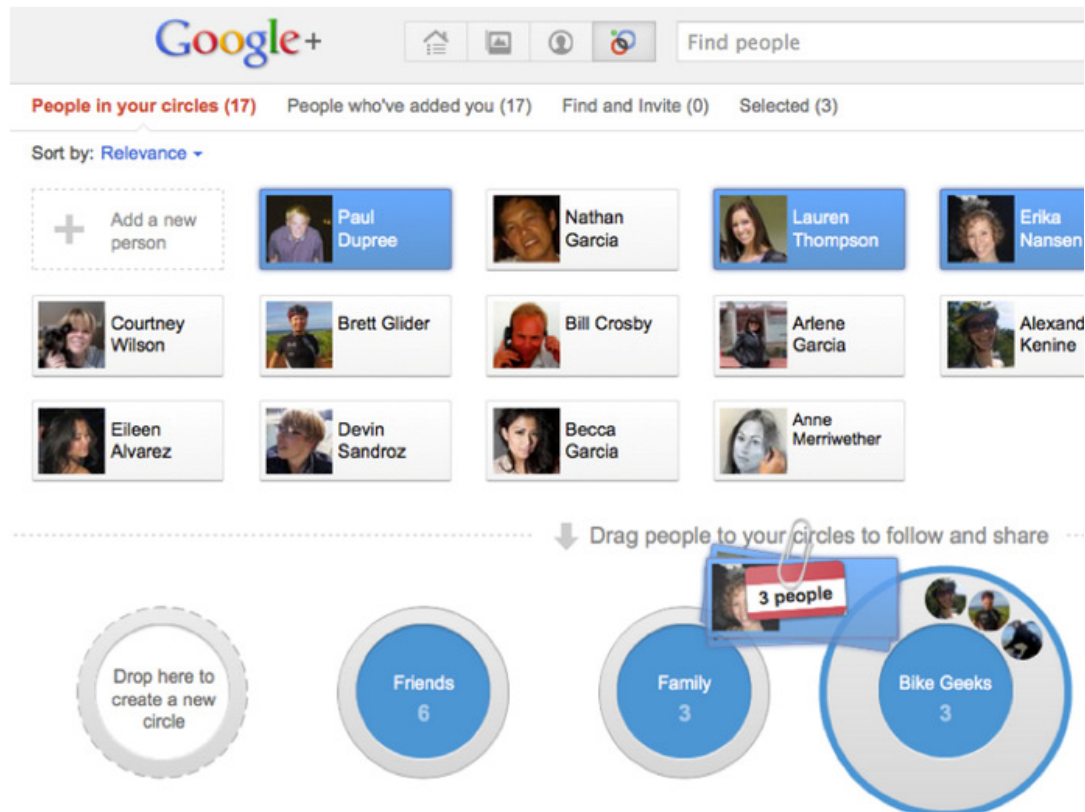 Google+
Find people
People in your circles (17) People who've added you (17) Find and Invite (0) Selected (3)
Sort by: Relevance
Add a new
person
Paul
Dupree
Nathan
Garcia
Lauren
Thompson
Erika
Nansen
Courtney
Wilson
Brett Glider
Bill Crosby
Arlene
Garcia
Alexand
Kenine
Eileen
Alvarez
Devin
Sandroz
Becca
Garcia
Anne
Merriwether
Drag people to your circles to follow and share
3 people
Drop here to
create a new
circle
Friends
6
Family
3
Bike Geeks
3